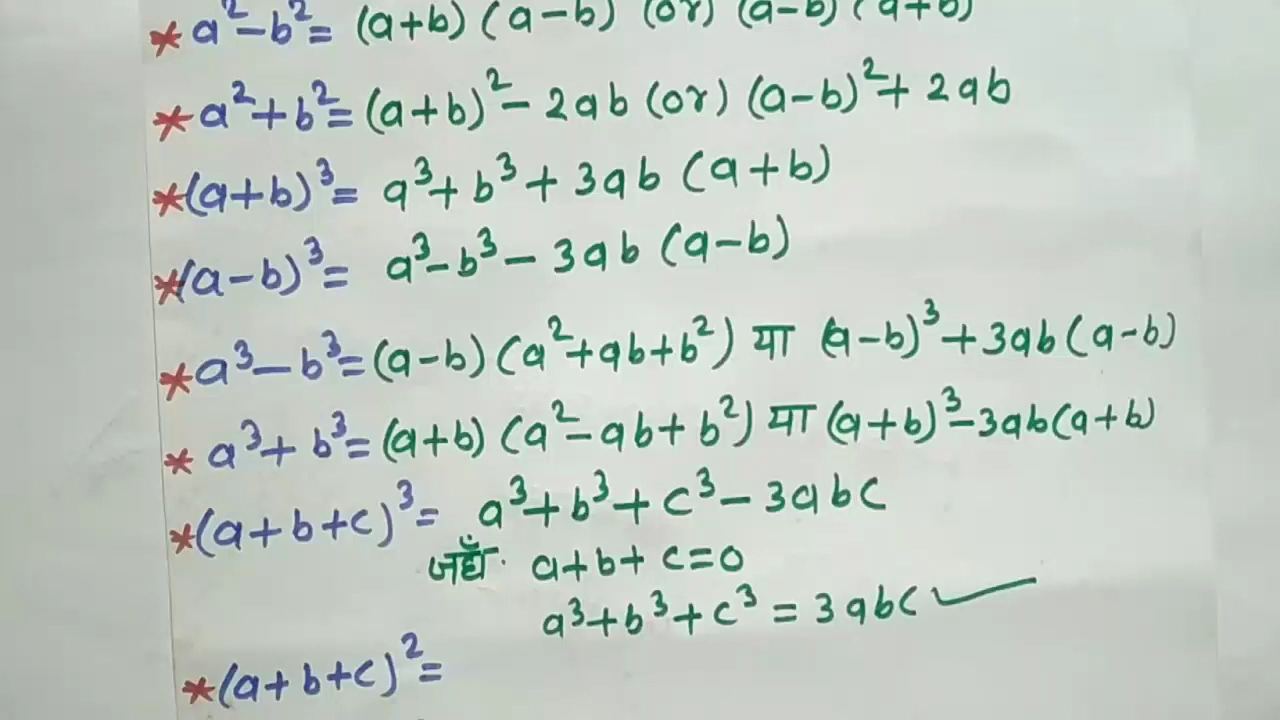 * a²-b²= (a+b) (a-b) (or) (a-b) (a+b)
* a²+b²= (a+b)²- 2ab (or) (a-b)²+ 2ab
* (a+b)³= a³+b³+3ab (a+b)
* (a-b)³= a³-b³-3ab (a-b)
* a³-b³=(a-b) (a²+ab+b²) या (a-b)³+3ab(a-b)
* a³+b³=(a+b) (a²-ab+b²) या (a+b)³-3ab(a+b)
* (a+b+c)³= a³+b³+c³-3abc
जहाँ a+b+c=0
a³+b³+c³=3abc
* (a+b+c)²=